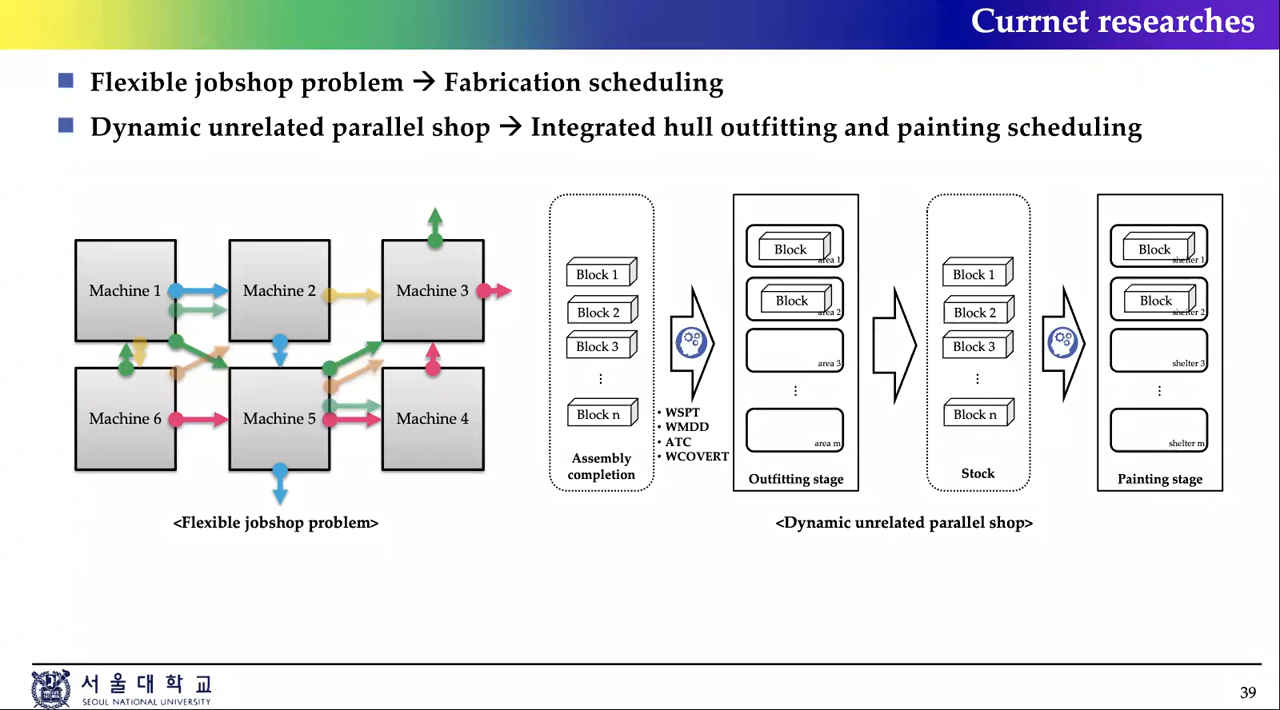 Currnet researches
Flexible jobshop problem → Fabrication scheduling
Dynamic unrelated parallel shop → Integrated hull outfitting and painting scheduling
Machine 1
Machine 2
Machine 3
Machine 6
Machine 5
Machine 4
<Flexible jobshop problem>
Block 1
Block 2
Block 3
⋮
Block n
Assembly
completion
• WSPT
• WMDD
• ATC
• WCOVERT
Block
area 1
Block
area 2
area 3
⋮
area m
Outfitting stage
Block 1
Block 2
Block 3
⋮
Block n
Stock
Block
shelter 1
Block
shelter 2
shelter 3
⋮
shelter m
Painting stage
<Dynamic unrelated parallel shop>
서울대학교
SEOUL NATIONAL UNIVERSITY
39